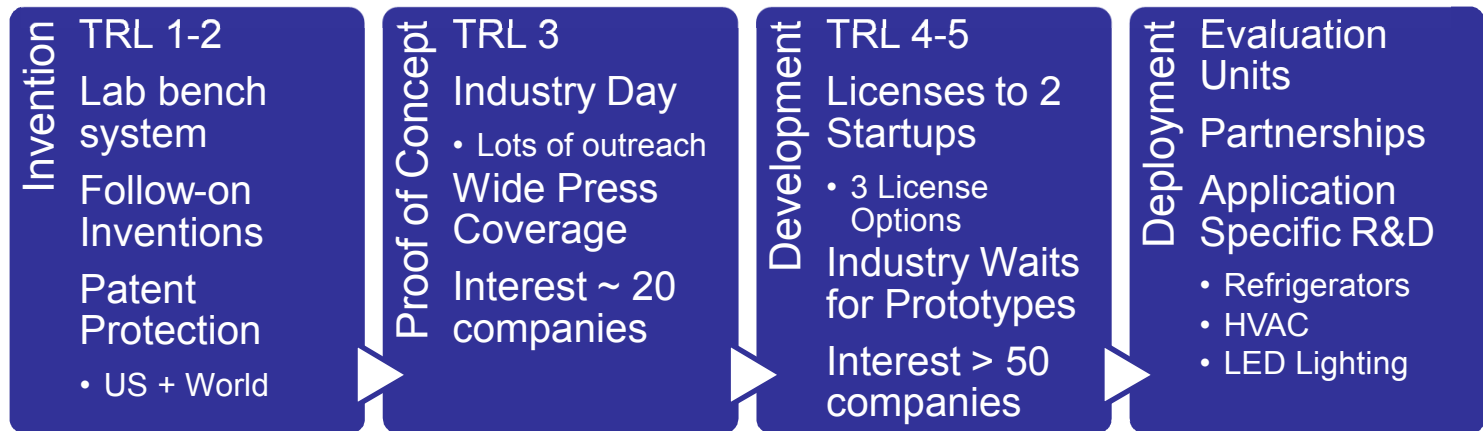 Invention
TRL 1-2
Lab bench
system
Follow-on
Inventions
Patent
Protection
• US + World
Proof of Concept
TRL 3
Industry Day
• Lots of outreach
Wide Press
Coverage
Interest ~ 20
companies
Development
TRL 4-5
Licenses to 2
Startups
• 3 License
Options
Industry Waits
for Prototypes
Interest > 50
companies
Deployment
Evaluation
Units
Partnerships
Application
Specific R&D
• Refrigerators
• HVAC
• LED Lighting